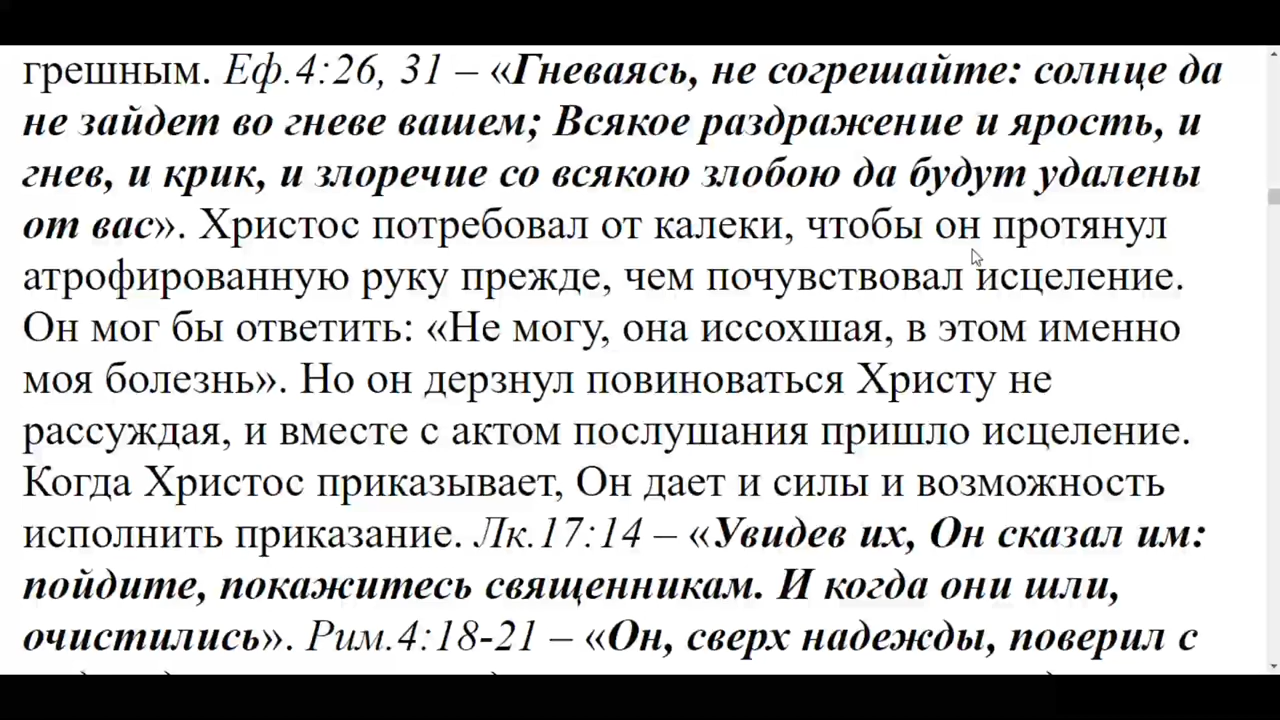 грешным. Еф.4:26, 31 – «Гневаясь, не согрешайте: солнце да
не зайдет во гневе вашем; Всякое раздражение и ярость, и
гнев, и крик, и злоречие со всякою злобою да будут удалены
от вас». Христос потребовал от калеки, чтобы он протянул
атрофированную руку прежде, чем почувствовал исцеление.
Он мог бы ответить: «Не могу, она иссохшая, в этом именно
моя болезнь». Но он дерзнул повиноваться Христу не
рассуждая, и вместе с актом послушания пришло исцеление.
Когда Христос приказывает, Он дает и силы и возможность
исполнить приказание. Лк.17:14 – «Увидев их, Он сказал им:
пойдите, покажитесь священникам. И когда они шли,
очистились». Рим.4:18-21 – «Он, сверх надежды, поверил с